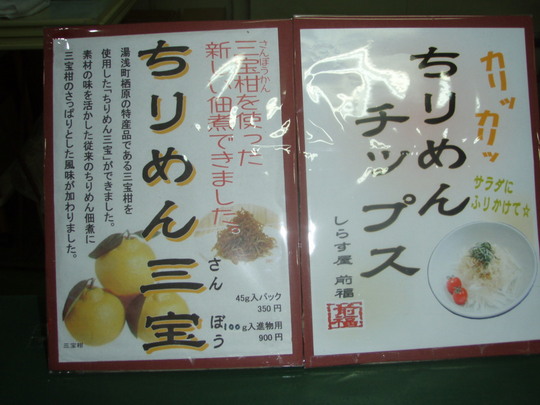 カリッカリッ
ちりめん
チップス
サラダに
ふりかけて☆
しらす屋 前福
三宝柑を使った
さんぽうかん
新しい佃煮できました。
ちりめん三宝
さんぽう
湯浅町栖原の特産品である三宝柑を
使用した「ちりめん三宝」ができました。
素材の味を活かした従来のちりめん佃煮に
三宝柑のさっぱりとした風味が加わりました。
45g入パック
350円
100g入進物用
900円
三宝柑